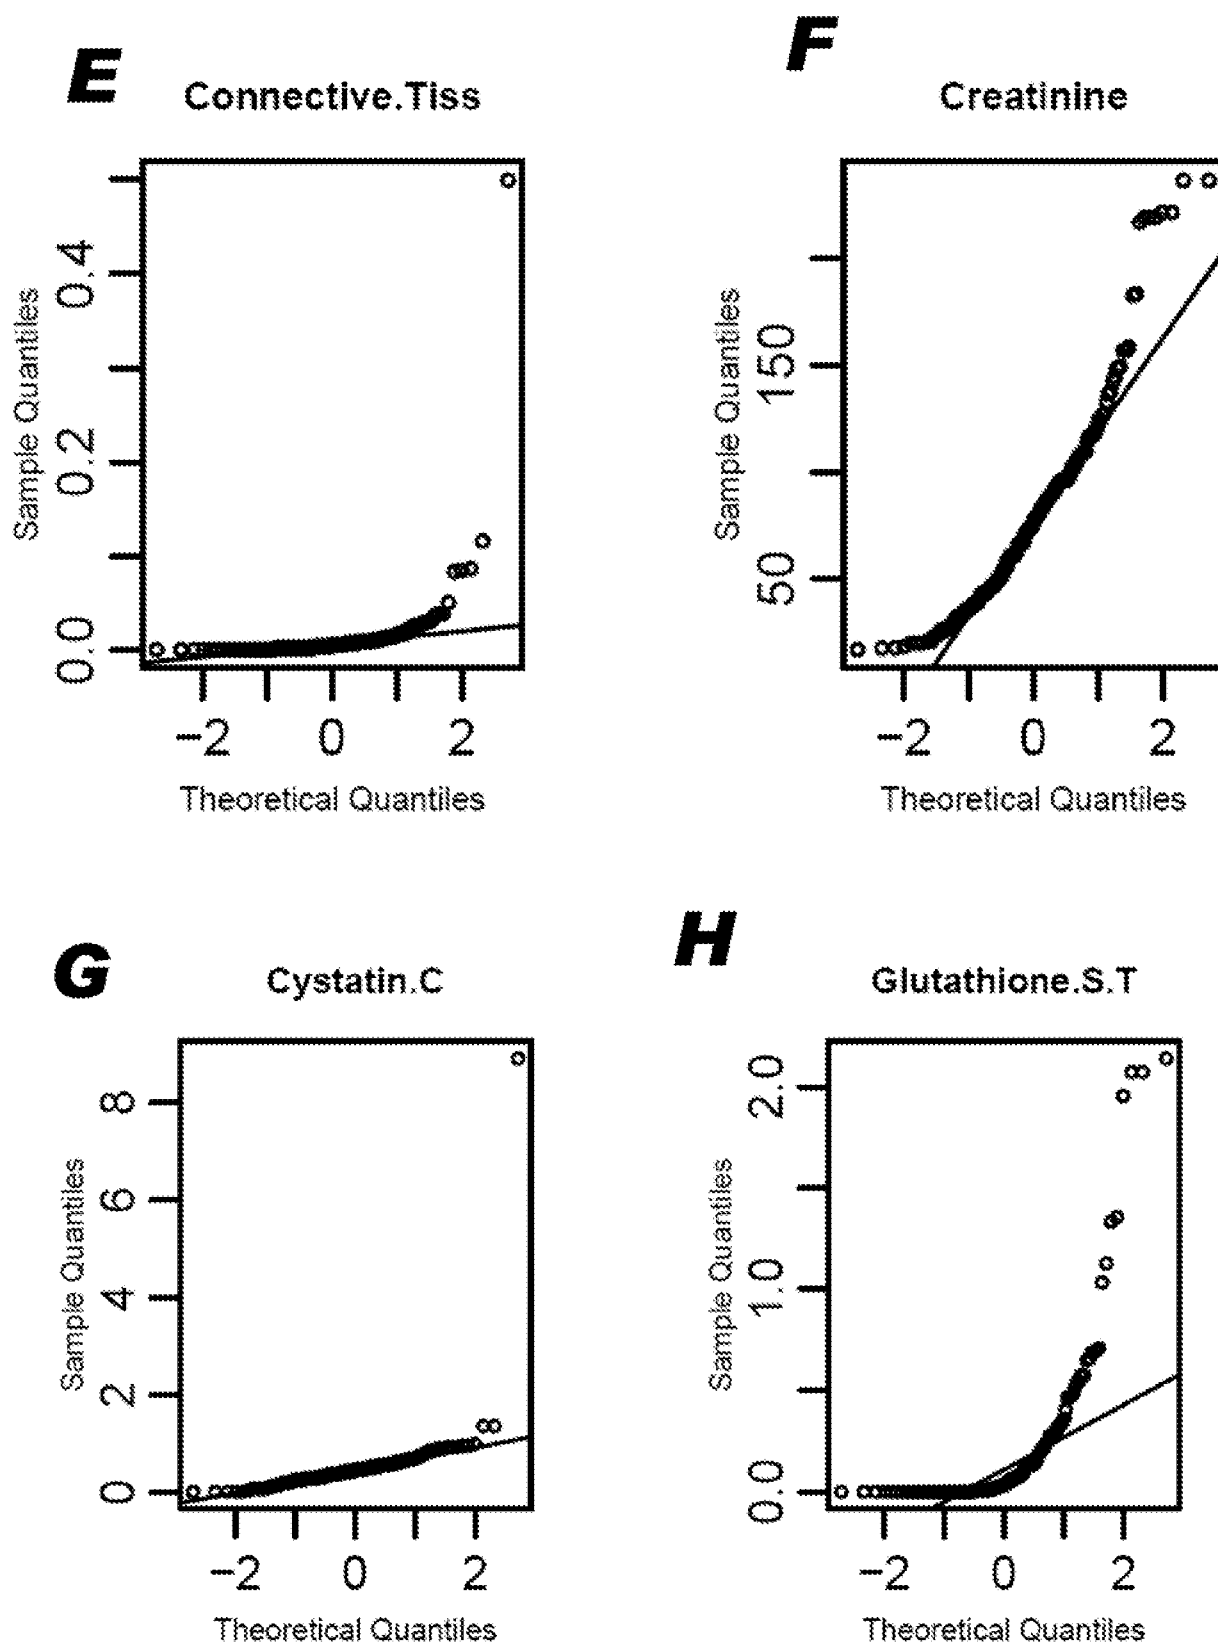 E
Connective.Tiss
Sample Quantiles
0.4
0.2
0.0
−2 0 2
Theoretical Quantiles
F
Creatinine
Sample Quantiles
150
50
−2 0 2
Theoretical Quantiles
G
Cystatin.C
Sample Quantiles
8
6
4
2
0
−2 0 2
Theoretical Quantiles
H
Glutathione.S.T
Sample Quantiles
2.0
1.0
0.0
−2 0 2
Theoretical Quantiles